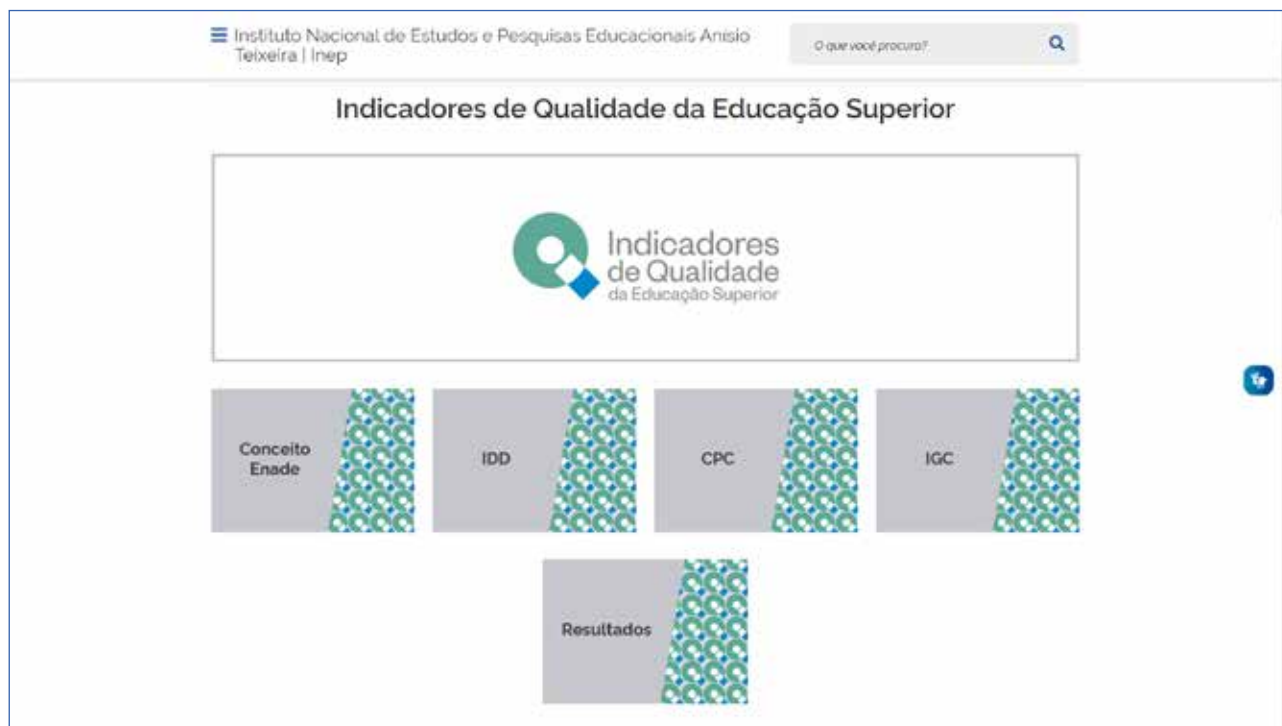 Instituto Nacional de Estudos e Pesquisas Educacionais Anísio
Teixeira | Inep
O que você procura?
Indicadores de Qualidade da Educação Superior
Indicadores
de Qualidade
da Educação Superior
Conceito
Enade
IDD
CPC
IGC
Resultados